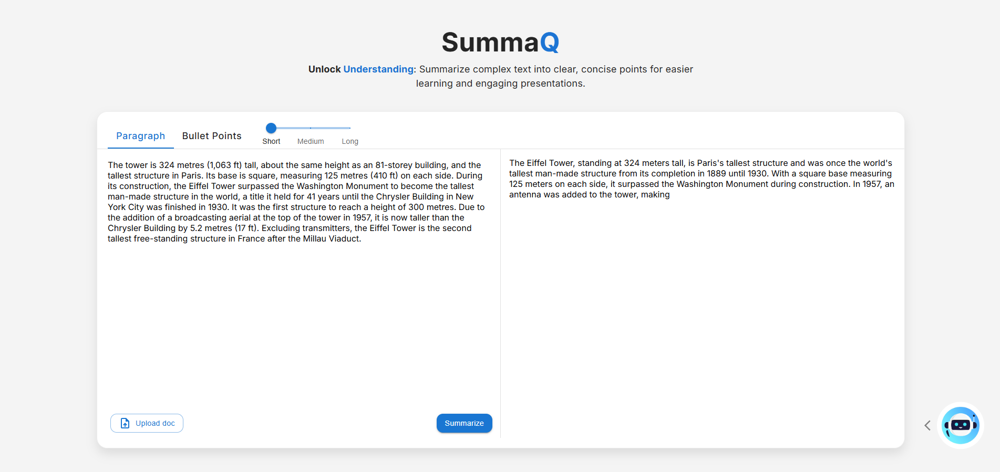 SummaQ
Unlock Understanding: Summarize complex text into clear, concise points for easier
learning and engaging presentations.
Paragraph
Bullet Points
Short
Medium
Long
The tower is 324 metres (1,063 ft) tall, about the same height as an 81-storey building, and the
tallest structure in Paris. Its base is square, measuring 125 metres (410 ft) on each side. During
its construction, the Eiffel Tower surpassed the Washington Monument to become the tallest
man-made structure in the world, a title it held for 41 years until the Chrysler Building in New
York City was finished in 1930. It was the first structure to reach a height of 300 metres. Due to
the addition of a broadcasting aerial at the top of the tower in 1957, it is now taller than the
Chrysler Building by 5.2 metres (17 ft). Excluding transmitters, the Eiffel Tower is the second
tallest free-standing structure in France after the Millau Viaduct.
The Eiffel Tower, standing at 324 meters tall, is Paris's tallest structure and was once the world's
tallest man-made structure from its completion in 1889 until 1930. With a square base measuring
125 meters on each side, it surpassed the Washington Monument during construction. In 1957, an
antenna was added to the tower, making
Upload doc
Summarize